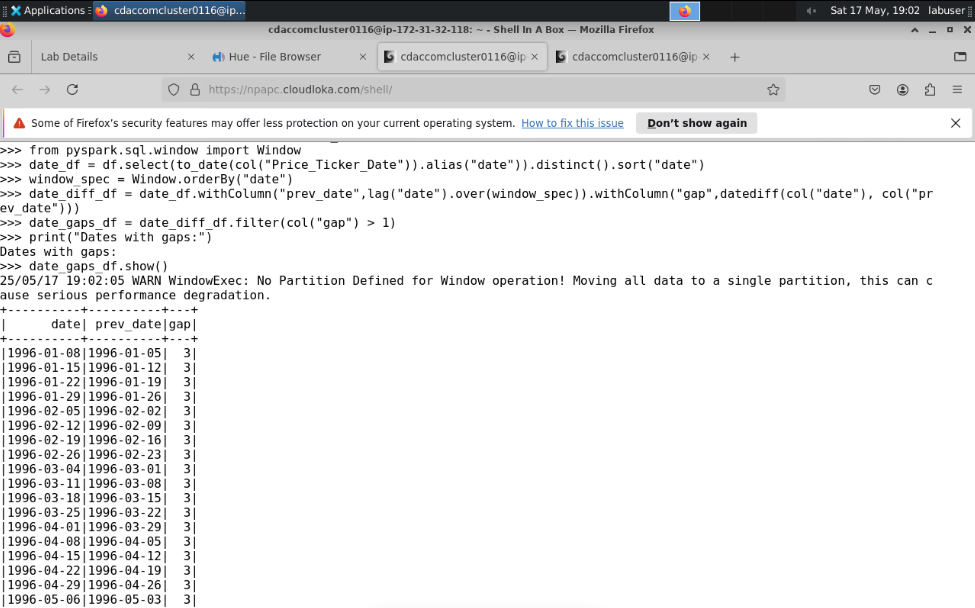 Applications
cdaccomcluster0116@ip...
Sat 17 May, 19:02 labuser
cdaccomcluster0116@ip-172-31-32-118: ~ - Shell In A Box — Mozilla Firefox
Lab Details
Hue - File Browser
cdaccomcluster0116@ip
cdaccomcluster0116@ip
https://npapc.cloudloka.com/shell/
Some of Firefox's security features may offer less protection on your current operating system. How to fix this issue Don't show again
>>> from pyspark.sql.window import Window
>>> date_df = df.select(to_date(col("Price_Ticker_Date")).alias("date")).distinct().sort("date")
>>> window_spec = Window.orderBy("date")
>>> date_diff_df = date_df.withColumn("prev_date",lag("date").over(window_spec)).withColumn("gap",datediff(col("date"), col("pr
ev_date")))
>>> date_gaps_df = date_diff_df.filter(col("gap") > 1)
>>> print("Dates with gaps:")
Dates with gaps:
>>> date_gaps_df.show()
25/05/17 19:02:05 WARN WindowExec: No Partition Defined for Window operation! Moving all data to a single partition, this can c
ause serious performance degradation.
+----------+----------+---+
|      date| prev_date|gap|
+----------+----------+---+
|1996-01-08|1996-01-05|  3|
|1996-01-15|1996-01-12|  3|
|1996-01-22|1996-01-19|  3|
|1996-01-29|1996-01-26|  3|
|1996-02-05|1996-02-02|  3|
|1996-02-12|1996-02-09|  3|
|1996-02-19|1996-02-16|  3|
|1996-02-26|1996-02-23|  3|
|1996-03-04|1996-03-01|  3|
|1996-03-11|1996-03-08|  3|
|1996-03-18|1996-03-15|  3|
|1996-03-25|1996-03-22|  3|
|1996-04-01|1996-03-29|  3|
|1996-04-08|1996-04-05|  3|
|1996-04-15|1996-04-12|  3|
|1996-04-22|1996-04-19|  3|
|1996-04-29|1996-04-26|  3|
|1996-05-06|1996-05-03|  3|